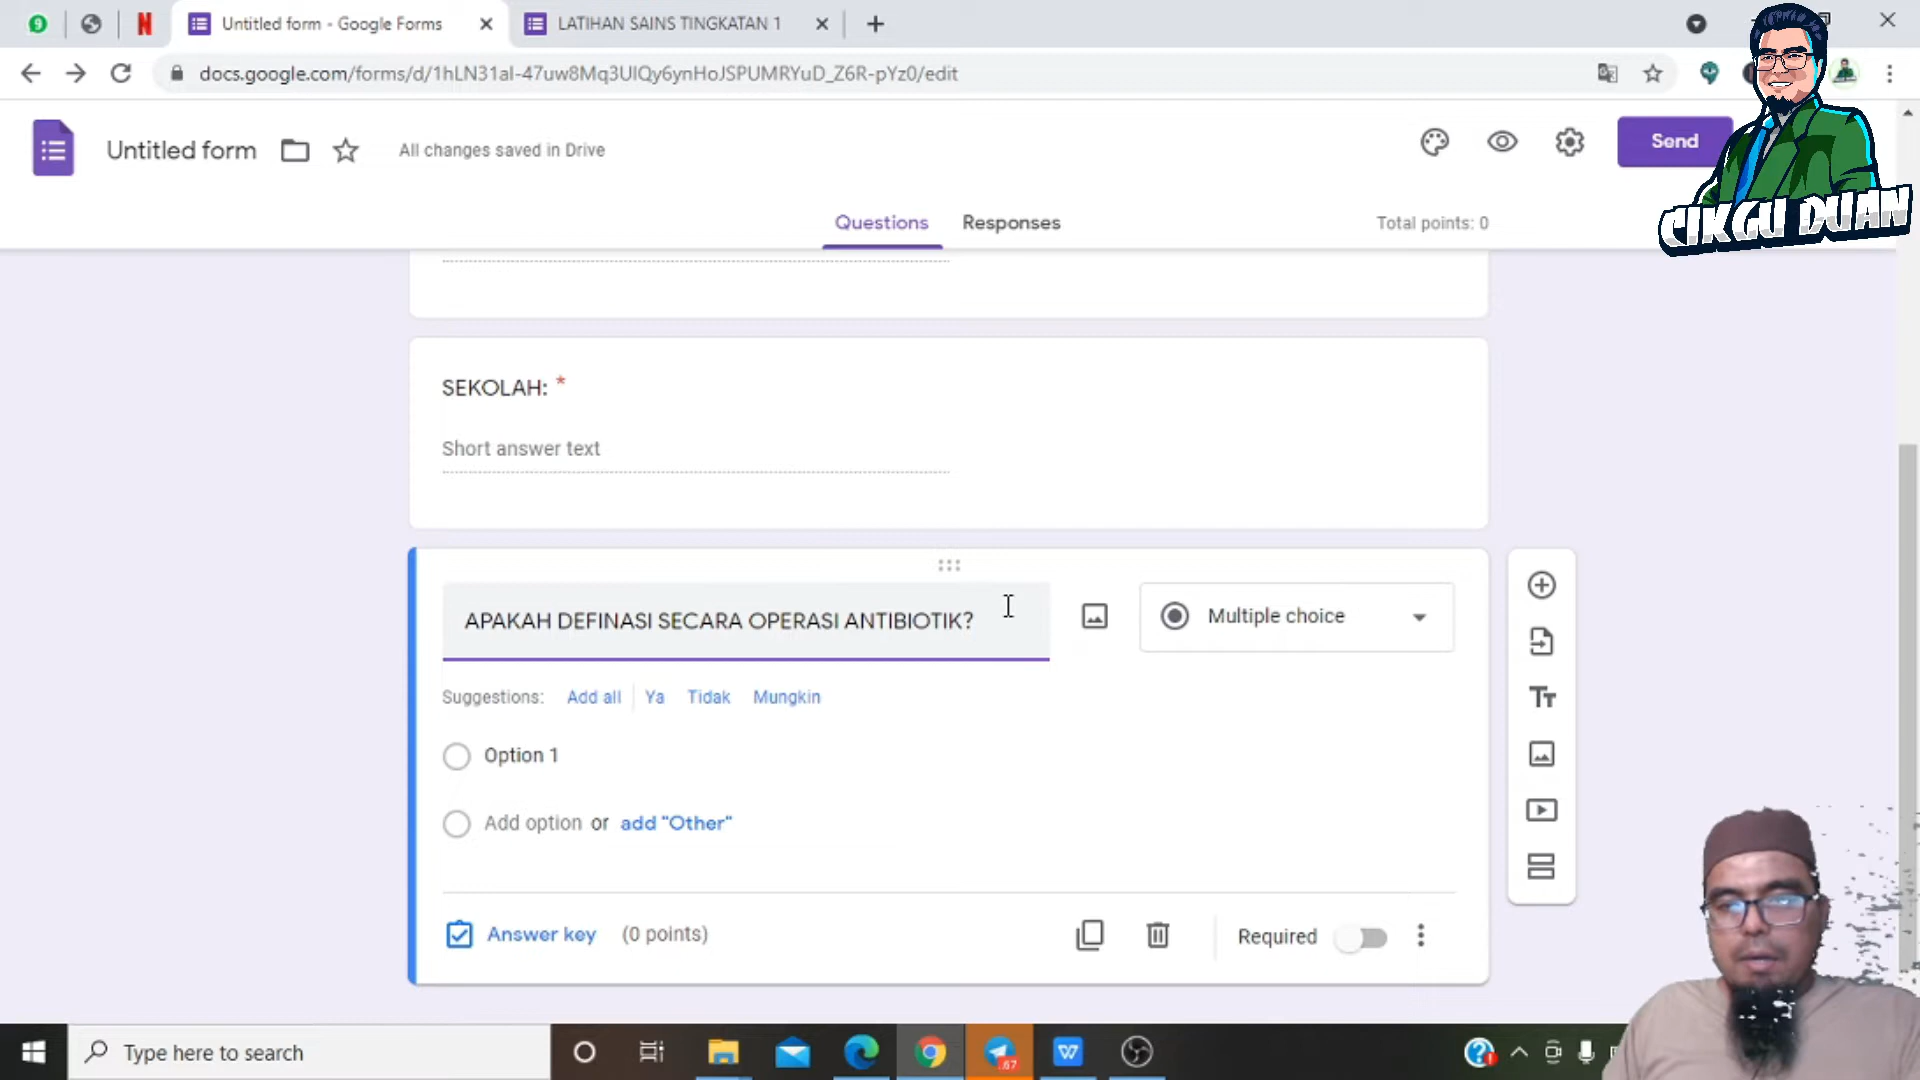 Untitled form - Google Forms
LATIHAN SAINS TINGKATAN 1
docs.google.com/forms/d/1hLN31al-47uw8Mq3UlQy6ynHoJSPUMRYuD_Z6R-pYz0/edit
Untitled form
All changes saved in Drive
Send
CIKGU DUAN
Questions
Responses
Total points: 0
SEKOLAH: *
Short answer text
APAKAH DEFINASI SECARA OPERASI ANTIBIOTIK?
Multiple choice
Suggestions: Add all Ya Tidak Mungkin
Option 1
Add option or add "Other"
Answer key (0 points)
Required
Type here to search